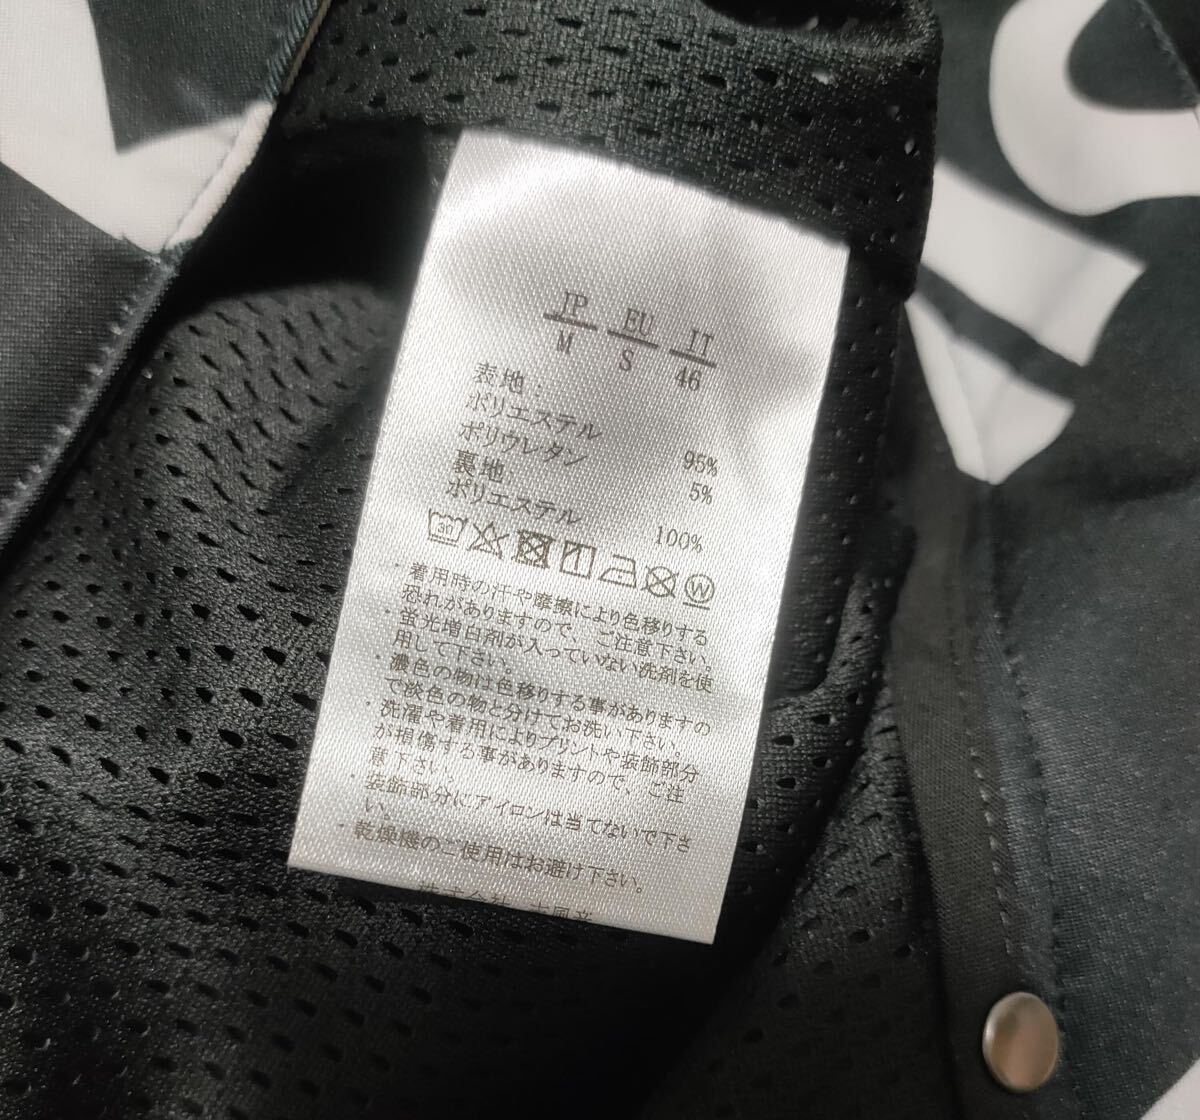 JP EU IT
M S 46
表地：
ポリエステル 95%
ポリウレタン 5%
裏地：
ポリエステル 100%
30 W
・着用時の汗や摩擦により色移りする
恐れがありますので、ご注意下さい。
・蛍光増白剤が入っていない洗剤を使
用して下さい。
・濃色の物は色移りする事がありますの
で淡色の物と分けてお洗い下さい。
・洗濯や着用によりプリントや装飾部分
が損傷する事がありますので、ご注
意下さい。
・装飾部分にアイロンは当てないで下さ
い。
・乾燥機のご使用はお避け下さい。
株式会社